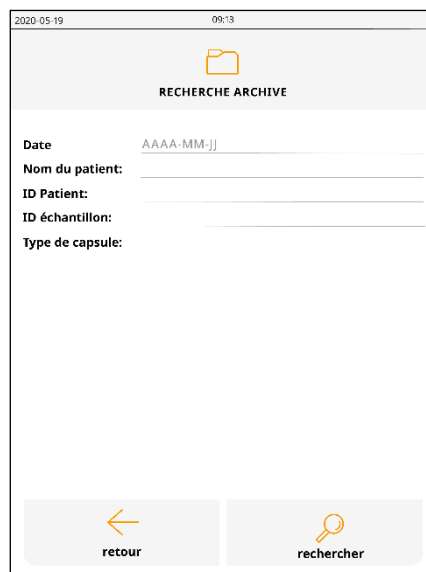 2020-05-19 09:13
RECHERCHE ARCHIVE
Date AAAA-MM-JJ
Nom du patient:
ID Patient:
ID échantillon:
Type de capsule:
retour rechercher